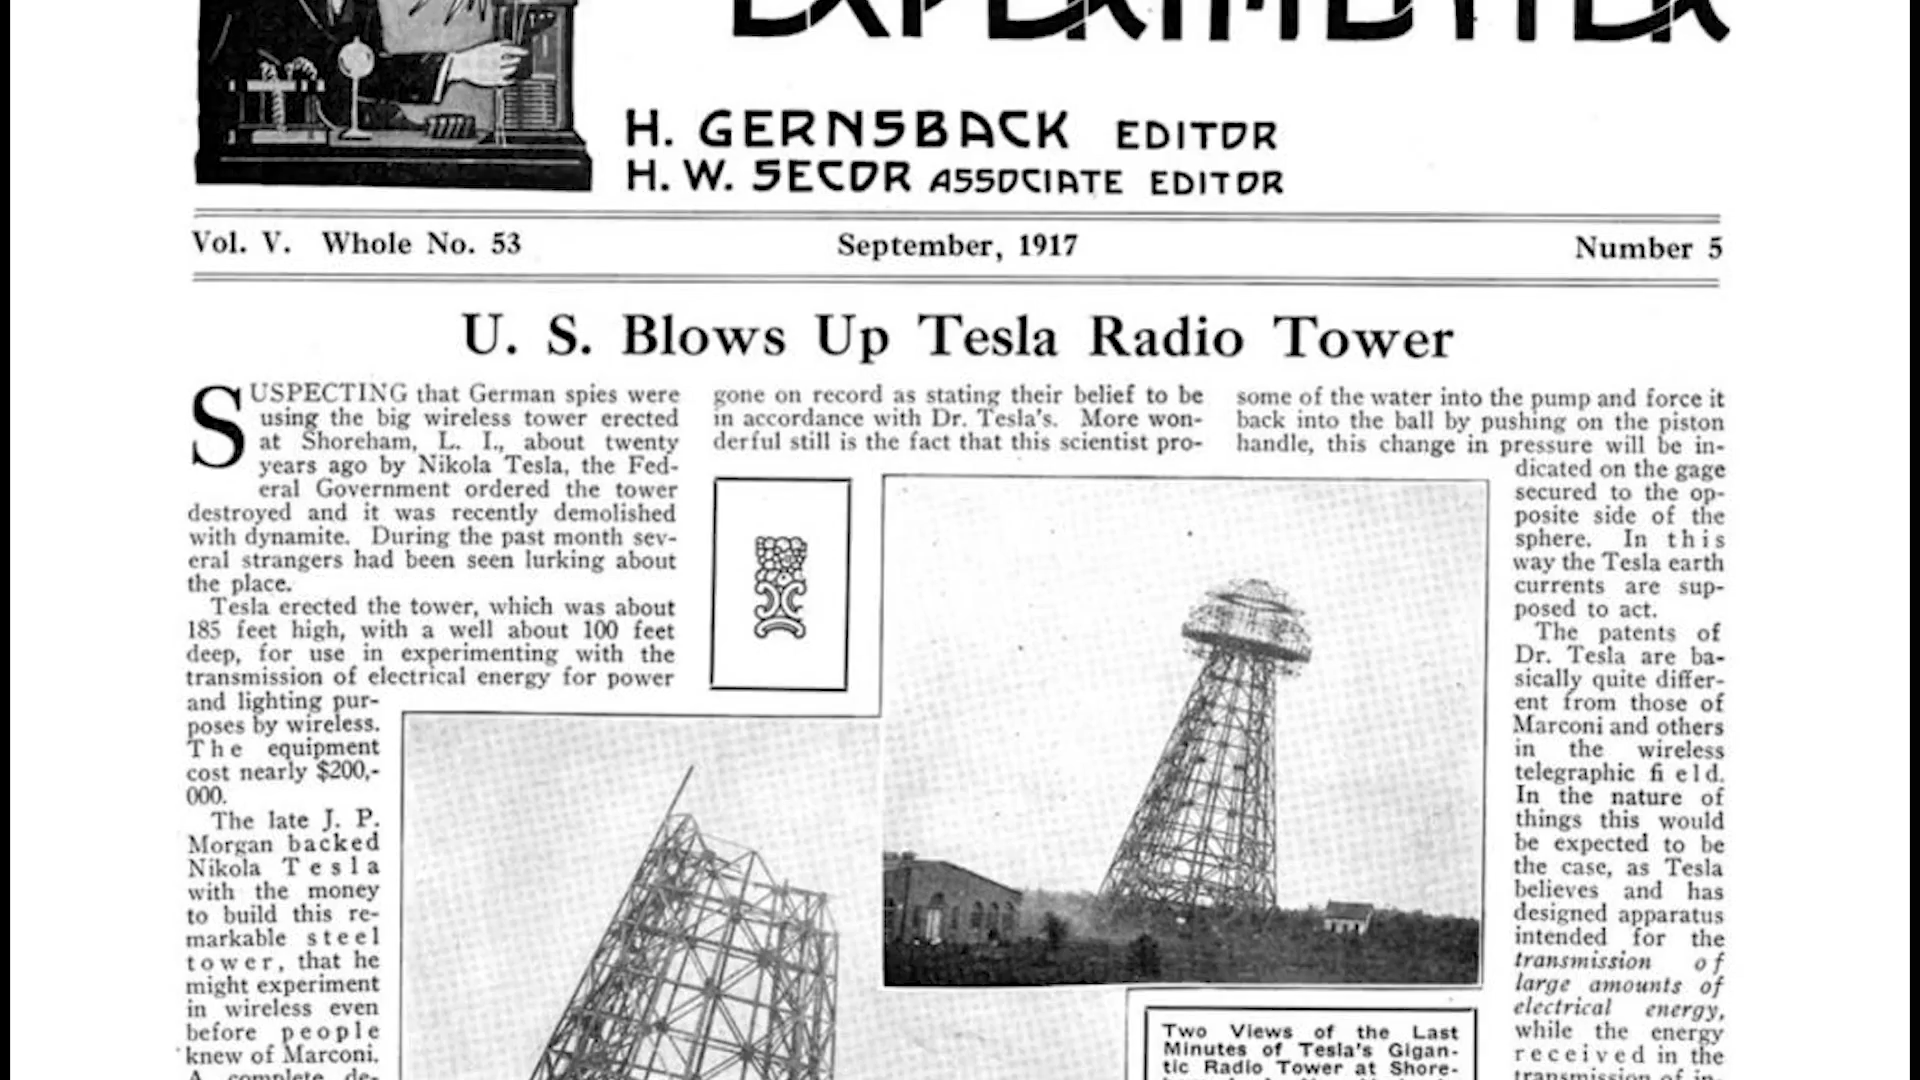 EXPERIMENTER
H. GERNSBACK EDITOR
H. W. SECOR ASSOCIATE EDITOR
Vol. V. Whole No. 53 September, 1917 Number 5
U. S. Blows Up Tesla Radio Tower
SUSPECTING that German spies were
using the big wireless tower erected
at Shoreham, L. I., about twenty
years ago by Nikola Tesla, the Fed-
eral Government ordered the tower
destroyed and it was recently demolished
with dynamite. During the past month sev-
eral strangers had been seen lurking about
the place.
Tesla erected the tower, which was about
185 feet high, with a well about 100 feet
deep, for use in experimenting with the
transmission of electrical energy for power
and lighting pur-
poses by wireless.
The equipment
cost nearly $200,-
000.
The late J. P.
Morgan backed
Nikola Tesla
with the money
to build this re-
markable steel
tower, that he
might experiment
in wireless even
before people
knew of Marconi.
A complete de-
gone on record as stating their belief to be
in accordance with Dr. Tesla's. More won-
derful still is the fact that this scientist pro-
some of the water into the pump and force it
back into the ball by pushing on the piston
handle, this change in pressure will be in-
dicated on the gage
secured to the op-
posite side of the
sphere. In this
way the Tesla earth
currents are sup-
posed to act.
The patents of
Dr. Tesla are ba-
sically quite differ-
ent from those of
Marconi and others
in the wireless
telegraphic field.
In the nature of
things this would
be expected to be
the case, as Tesla
believes and has
designed apparatus
intended for the
transmission of
large amounts of
electrical energy,
while the energy
received in the
transmission of in-
Two Views of the Last
Minutes of Tesla's Gigan-
tic Radio Tower at Shore-